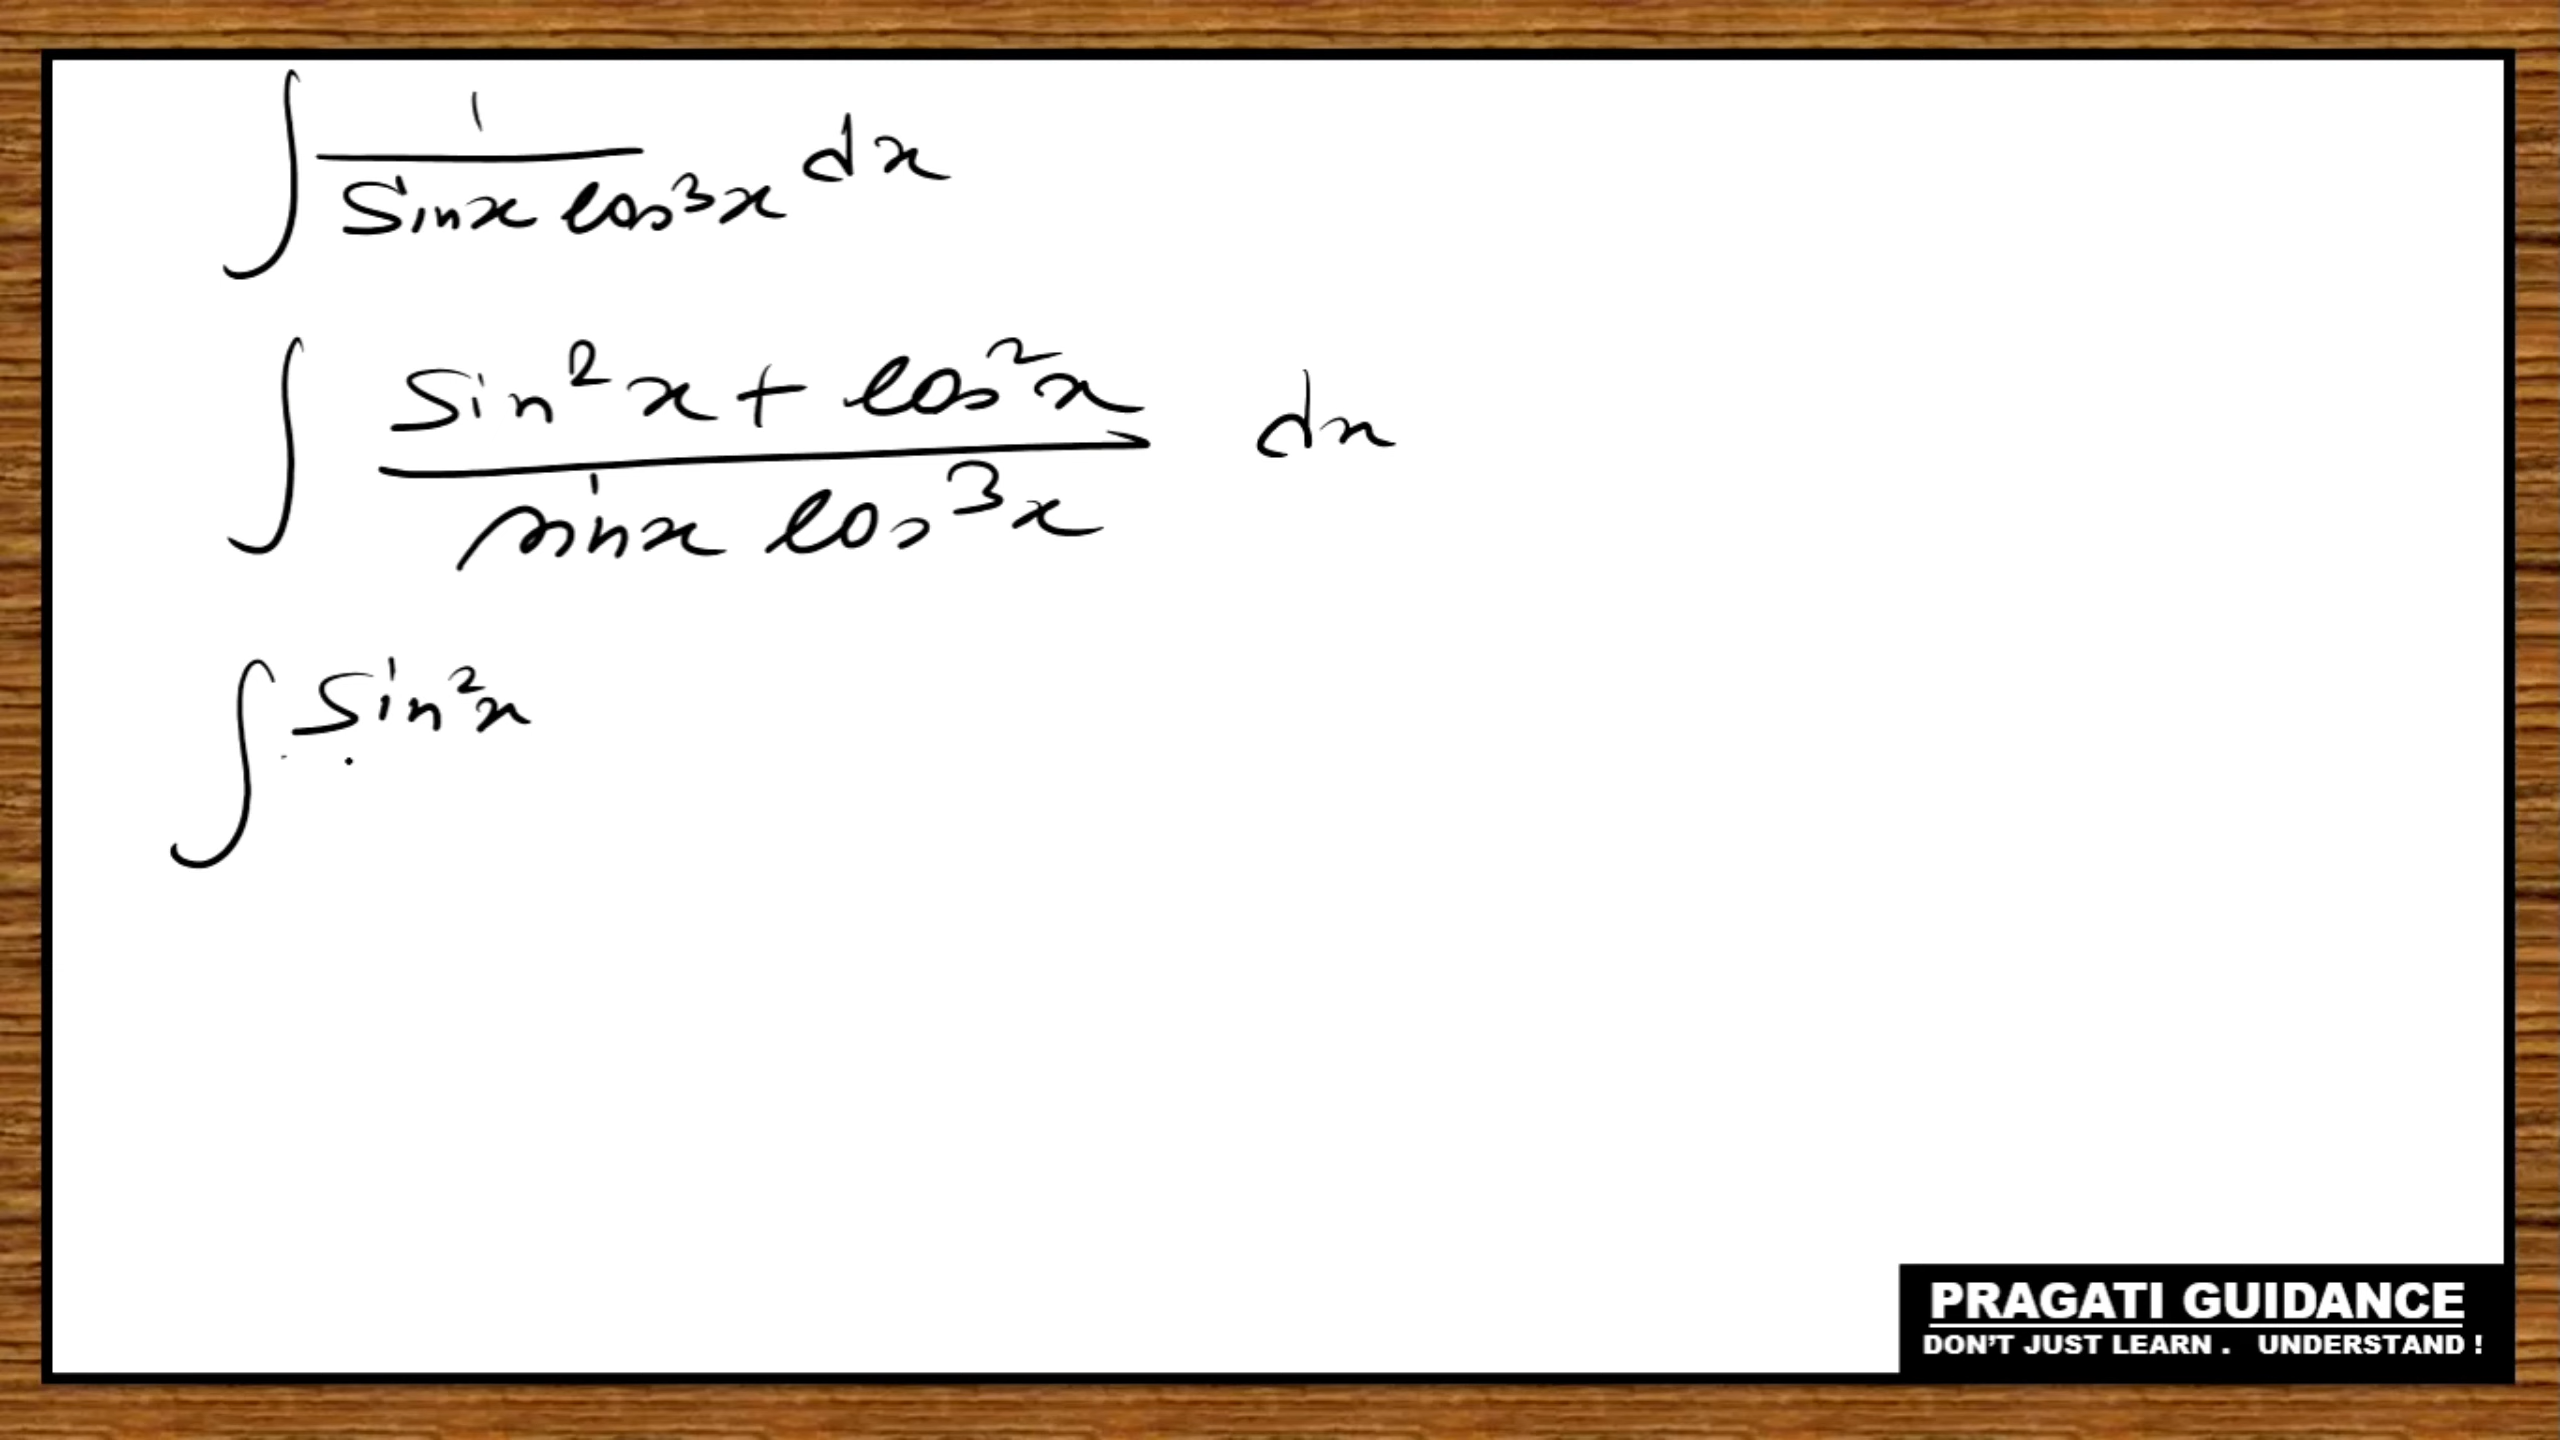 ∫ 1/(Sinx cos³x) dx
∫ (Sin²x + cos²x)/(sinx cos³x) dx
∫ Sin²x
PRAGATI GUIDANCE
DON'T JUST LEARN . UNDERSTAND !